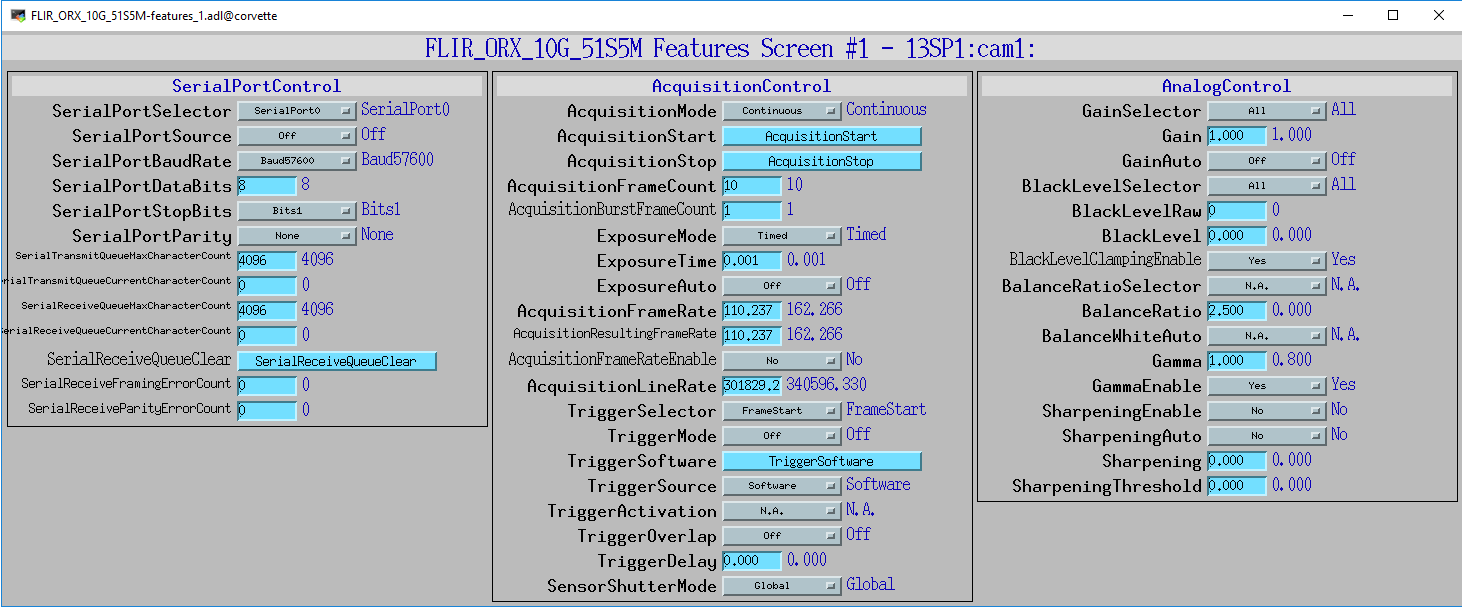 FLIR_ORX_10G_51S5M-features_1.adl@corvette
FLIR_ORX_10G_51S5M Features Screen #1 - 13SP1:cam1:
SerialPortControl
SerialPortSelector SerialPort0 SerialPort0
SerialPortSource Off Off
SerialPortBaudRate Baud57600 Baud57600
SerialPortDataBits 8 8
SerialPortStopBits Bits1 Bits1
SerialPortParity None None
SerialTransmitQueueMaxCharacterCount 4096 4096
rialTransmitQueueCurrentCharacterCount 0 0
SerialReceiveQueueMaxCharacterCount 4096 4096
erialReceiveQueueCurrentCharacterCount 0 0
SerialReceiveQueueClear SerialReceiveQueueClear
SerialReceiveFramingErrorCount 0 0
SerialReceiveParityErrorCount 0 0
AcquisitionControl
AcquisitionMode Continuous Continuous
AcquisitionStart AcquisitionStart
AcquisitionStop AcquisitionStop
AcquisitionFrameCount 10 10
AcquisitionBurstFrameCount 1 1
ExposureMode Timed Timed
ExposureTime 0.001 0.001
ExposureAuto Off Off
AcquisitionFrameRate 110.237 162.266
AcquisitionResultingFrameRate 110.237 162.266
AcquisitionFrameRateEnable No No
AcquisitionLineRate 301829.2 340596.330
TriggerSelector FrameStart FrameStart
TriggerMode Off Off
TriggerSoftware TriggerSoftware
TriggerSource Software Software
TriggerActivation N.A. N.A.
TriggerOverlap Off Off
TriggerDelay 0.000 0.000
SensorShutterMode Global Global
AnalogControl
GainSelector All All
Gain 1.000 1.000
GainAuto Off Off
BlackLevelSelector All All
BlackLevelRaw 0 0
BlackLevel 0.000 0.000
BlackLevelClampingEnable Yes Yes
BalanceRatioSelector N.A. N.A.
BalanceRatio 2.500 0.000
BalanceWhiteAuto N.A. N.A.
Gamma 1.000 0.800
GammaEnable Yes Yes
SharpeningEnable No No
SharpeningAuto No No
Sharpening 0.000 0.000
SharpeningThreshold 0.000 0.000